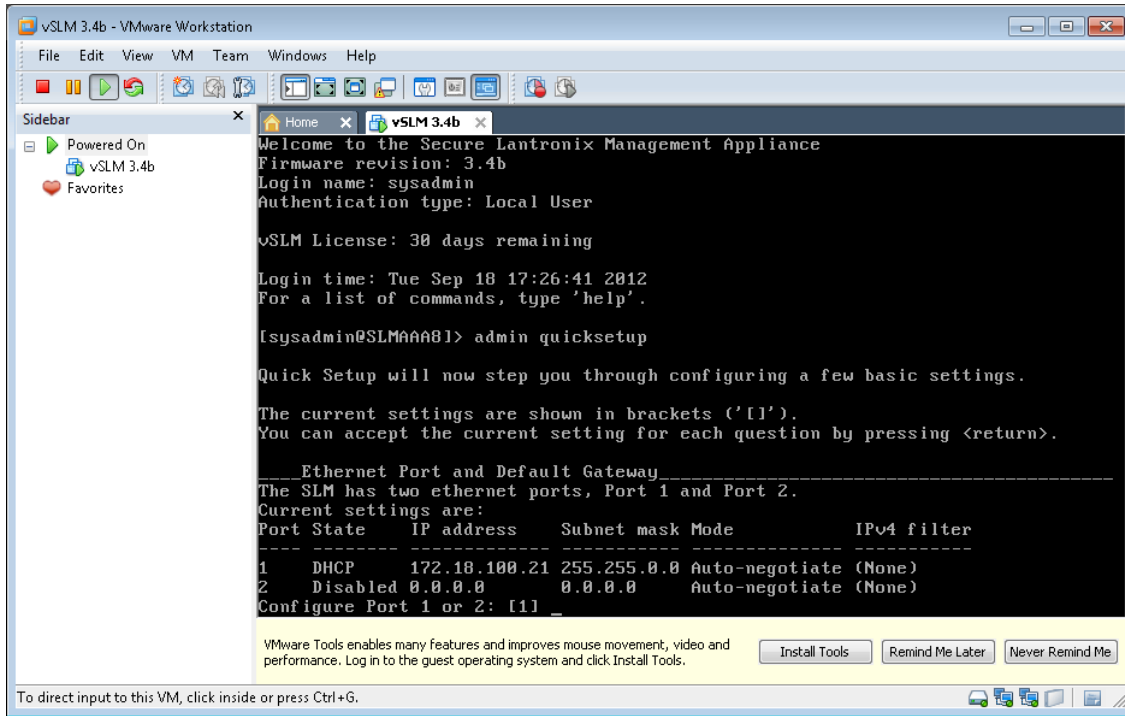 vSLM 3.4b - VMware Workstation
File Edit View VM Team Windows Help
Sidebar ×
Powered On
vSLM 3.4b
Favorites
Home × vSLM 3.4b ×
Welcome to the Secure Lantronix Management Appliance
Firmware revision: 3.4b
Login name: sysadmin
Authentication type: Local User
vSLM License: 30 days remaining
Login time: Tue Sep 18 17:26:41 2012
For a list of commands, type 'help'.
[sysadmin@SLMAAA8]> admin quicksetup
Quick Setup will now step you through configuring a few basic settings.
The current settings are shown in brackets ('[]').
You can accept the current setting for each question by pressing <return>.
____Ethernet Port and Default Gateway__________________________________________
The SLM has two ethernet ports, Port 1 and Port 2.
Current settings are:
Port State    IP address    Subnet mask Mode           IPv4 filter
---- -------- ------------- ----------- -------------- -----------
1    DHCP     172.18.100.21 255.255.0.0 Auto-negotiate (None)
2    Disabled 0.0.0.0       0.0.0.0     Auto-negotiate (None)
Configure Port 1 or 2: [1] _
VMware Tools enables many features and improves mouse movement, video and
performance. Log in to the guest operating system and click Install Tools.
Install Tools Remind Me Later Never Remind Me
To direct input to this VM, click inside or press Ctrl+G.